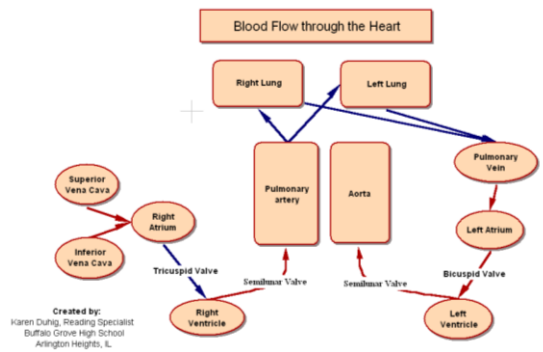 Blood Flow through the Heart
Right Lung
Left Lung
Superior
Vena Cava
Inferior
Vena Cava
Right
Atrium
Tricuspid Valve
Right
Ventricle
Semilunar Valve
Pulmonary
artery
Aorta
Pulmonary
Vein
Left Atrium
Bicuspid Valve
Left
Ventricle
Semilunar Valve
Created by:
Karen Duhig, Reading Specialist
Buffalo Grove High School
Arlington Heights, IL